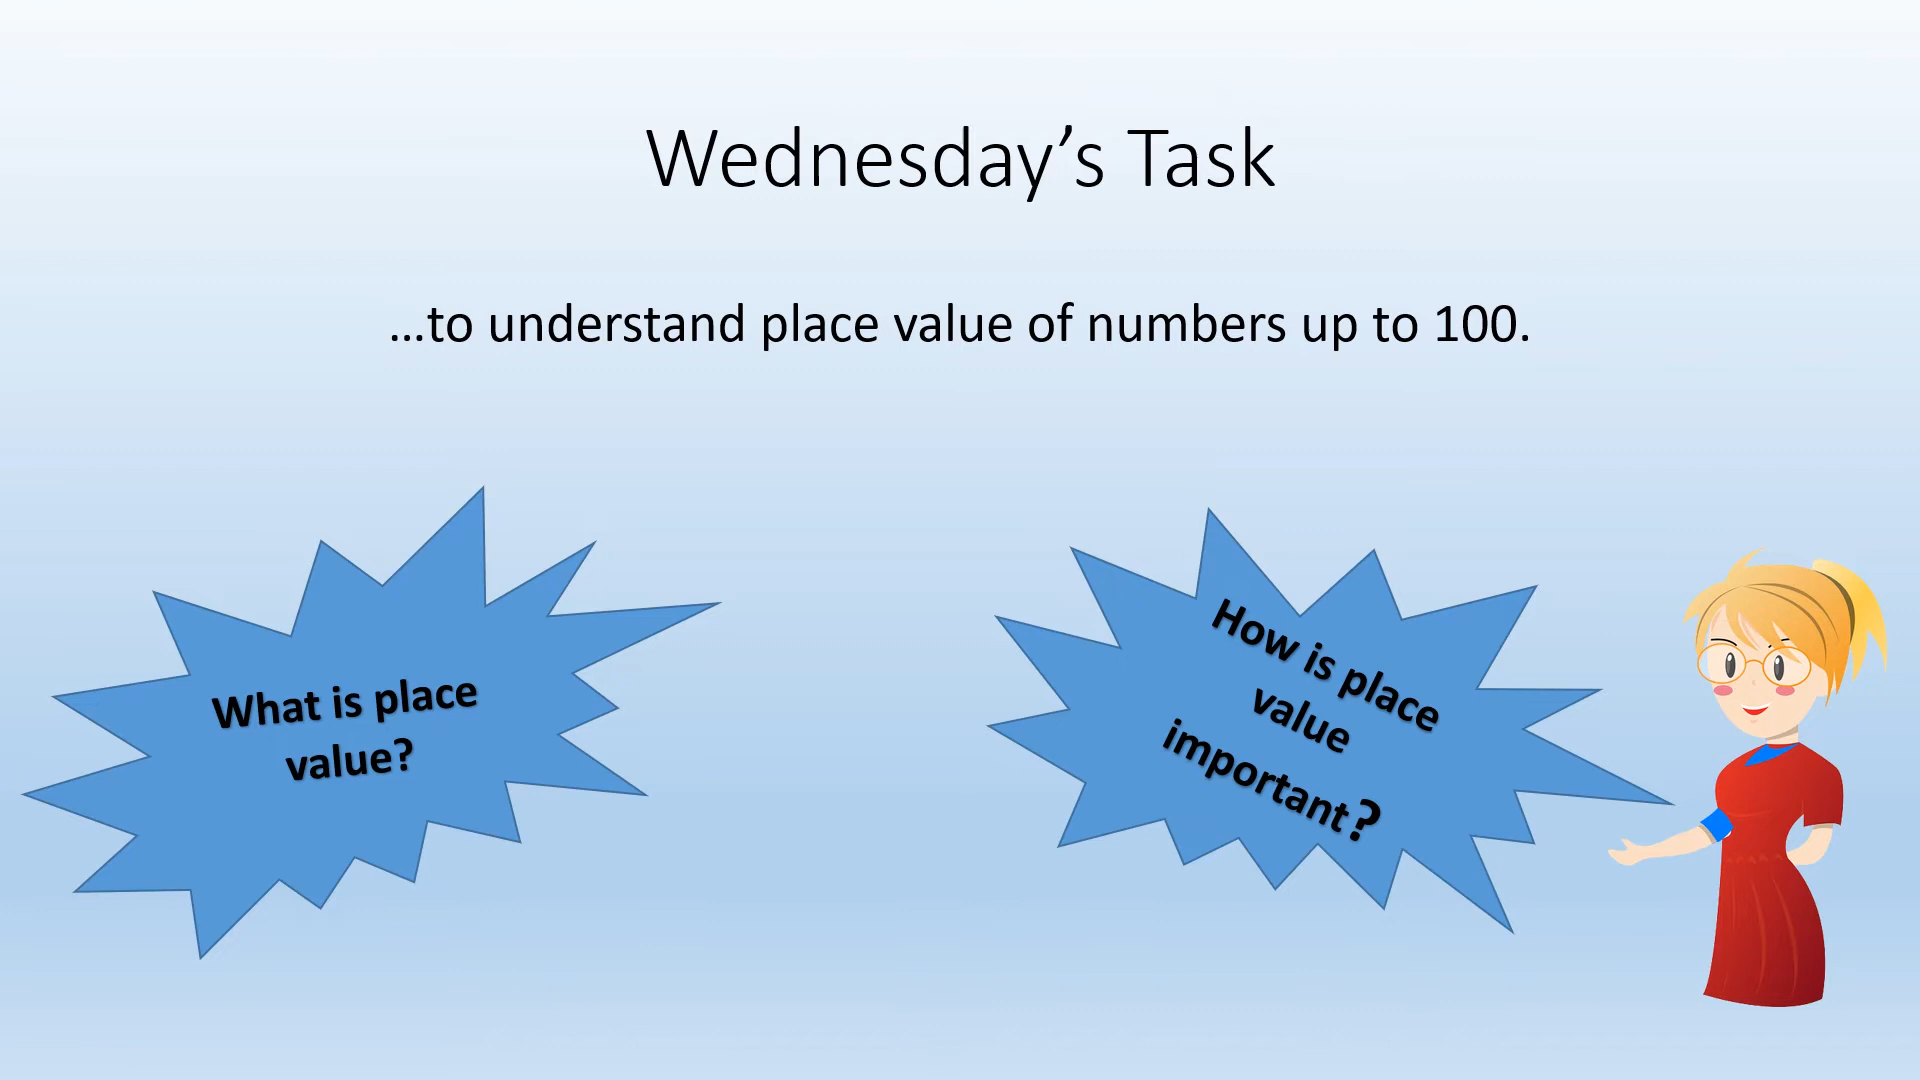 Wednesday’s Task
...to understand place value of numbers up to 100.
What is place
value?
How is place
value
important?